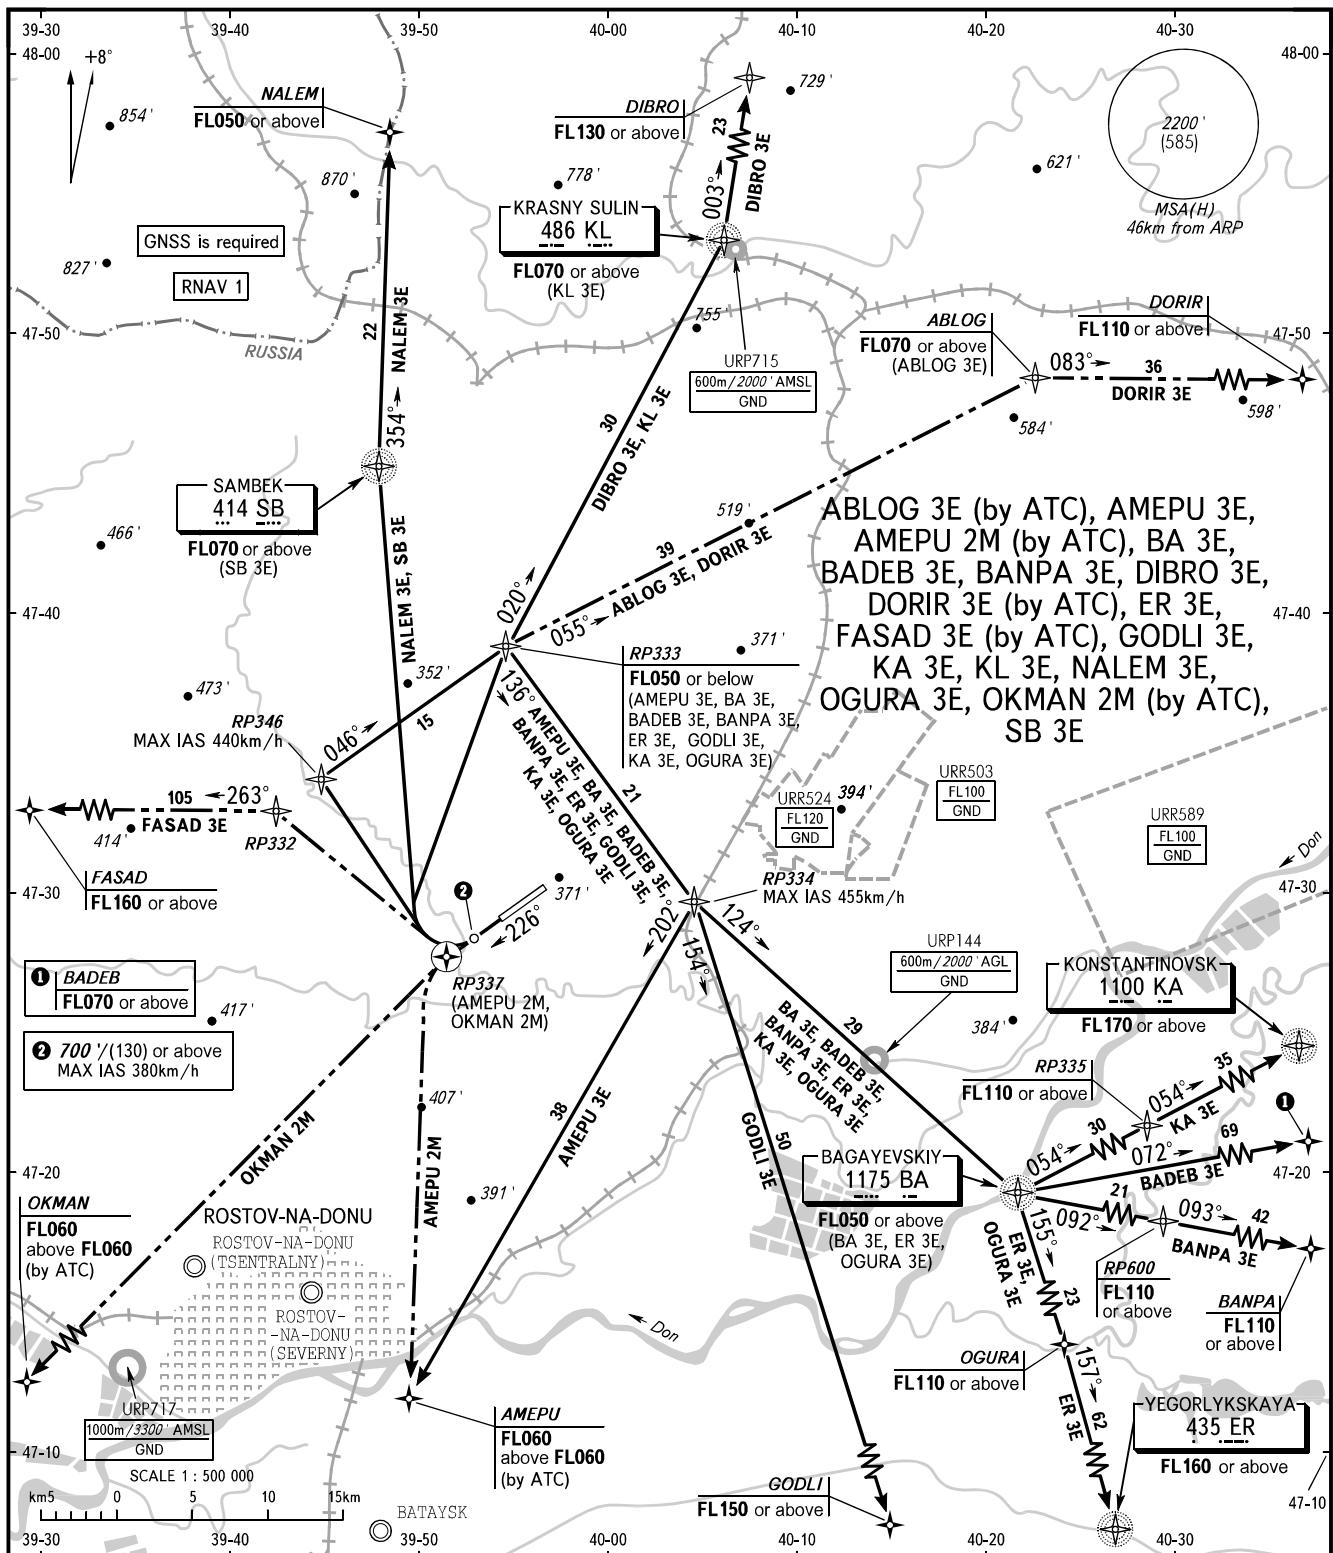 39-30
39-40
40-00
40-10
40-20
40-30
48-00
48-00
+8°
NALEM
FL050 or above
854'
870'
827'
GNSS is required
RNAV 1
RUSSIA
DIBRO
FL130 or above
729'
23
DIBRO 3E
003°
778'
KRASNY SULIN
486 KL
FL070 or above
(KL 3E)
621'
2200'
(585)
MSA(H)
46km from ARP
39-50
39-50
47-50
47-50
22
NALEM 3E
354°
755
URP715
600m/2000' AMSL
GND
ABLOG
FL070 or above
(ABLOG 3E)
DORIR
FL110 or above
083°
36
DORIR 3E
598'
584'
30
DIBRO 3E, KL 3E
SAMBEK
414 SB
FL070 or above
(SB 3E)
466'
NALEM 3E, SB 3E
519'
39
ABLOG 3E, DORIR 3E
020°
055°
ABLOG 3E (by ATC), AMEPU 3E,
AMEPU 2M (by ATC), BA 3E,
BADEB 3E, BANPA 3E, DIBRO 3E,
DORIR 3E (by ATC), ER 3E,
FASAD 3E (by ATC), GODLI 3E,
KA 3E, KL 3E, NALEM 3E,
OGURA 3E, OKMAN 2M (by ATC),
SB 3E
47-40
47-40
371'
352'
473'
RP333
FL050 or below
(AMEPU 3E, BA 3E,
BADEB 3E, BANPA 3E,
ER 3E, GODLI 3E,
KA 3E, OGURA 3E)
136°
AMEPU 3E, BA 3E, BADEB 3E,
BANPA 3E, ER 3E, GODLI 3E,
KA 3E, OGURA 3E
21
RP346
MAX IAS 440km/h
046°
15
105
263°
FASAD 3E
414'
RP332
FASAD
FL160 or above
URR503
FL100
GND
URR524
FL120
GND
394'
URR589
FL100
GND
Don
47-30
47-30
2
371'
226°
RP334
MAX IAS 455km/h
202°
154°
124°
RP337
(AMEPU 2M,
OKMAN 2M)
1 BADEB
FL070 or above
417'
2 700'/(130) or above
MAX IAS 380km/h
URP144
600m/2000' AGL
GND
KONSTANTINOVSK
1100 KA
FL170 or above
384'
29
BA 3E, BADEB 3E,
BANPA 3E, ER 3E,
KA 3E, OGURA 3E
RP335
FL110 or above
35
054°
KA 3E
30
054°
1
69
072°
BADEB 3E
407'
38
AMEPU 3E
50
GODLI 3E
OKMAN 2M
AMEPU 2M
391'
47-20
47-20
BAGAYEVSKIY
1175 BA
FL050 or above
(BA 3E, ER 3E,
OGURA 3E)
21
092°
093°
42
BANPA 3E
155°
ER 3E,
OGURA 3E
23
RP600
FL110
or above
BANPA
FL110
or above
OKMAN
FL060
above FL060
(by ATC)
ROSTOV-NA-DONU
ROSTOV-NA-DONU
(TSENTRALNY)
ROSTOV-
-NA-DONU
(SEVERNY)
Don
OGURA
FL110 or above
157°
62
ER 3E
YEGORLYKSKAYA
435 ER
FL160 or above
URP717
1000m/3300' AMSL
GND
AMEPU
FL060
above FL060
(by ATC)
47-10
47-10
SCALE 1 : 500 000
km5
0
5
10
15km
BATAYSK
GODLI
FL150 or above
39-30
39-40
39-50
40-00
40-10
40-20
40-30